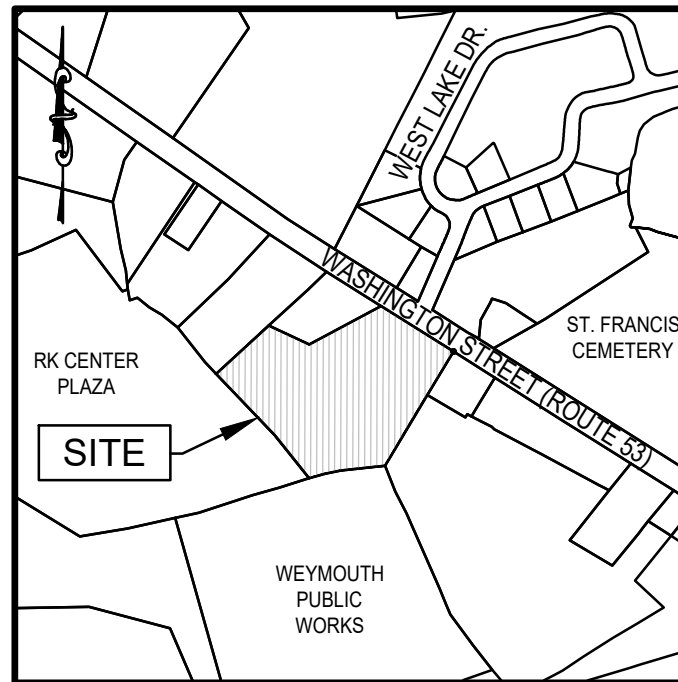 WEST LAKE DR.
WASHINGTON STREET (ROUTE 53)
ST. FRANCIS
CEMETERY
RK CENTER
PLAZA
SITE
WEYMOUTH
PUBLIC
WORKS